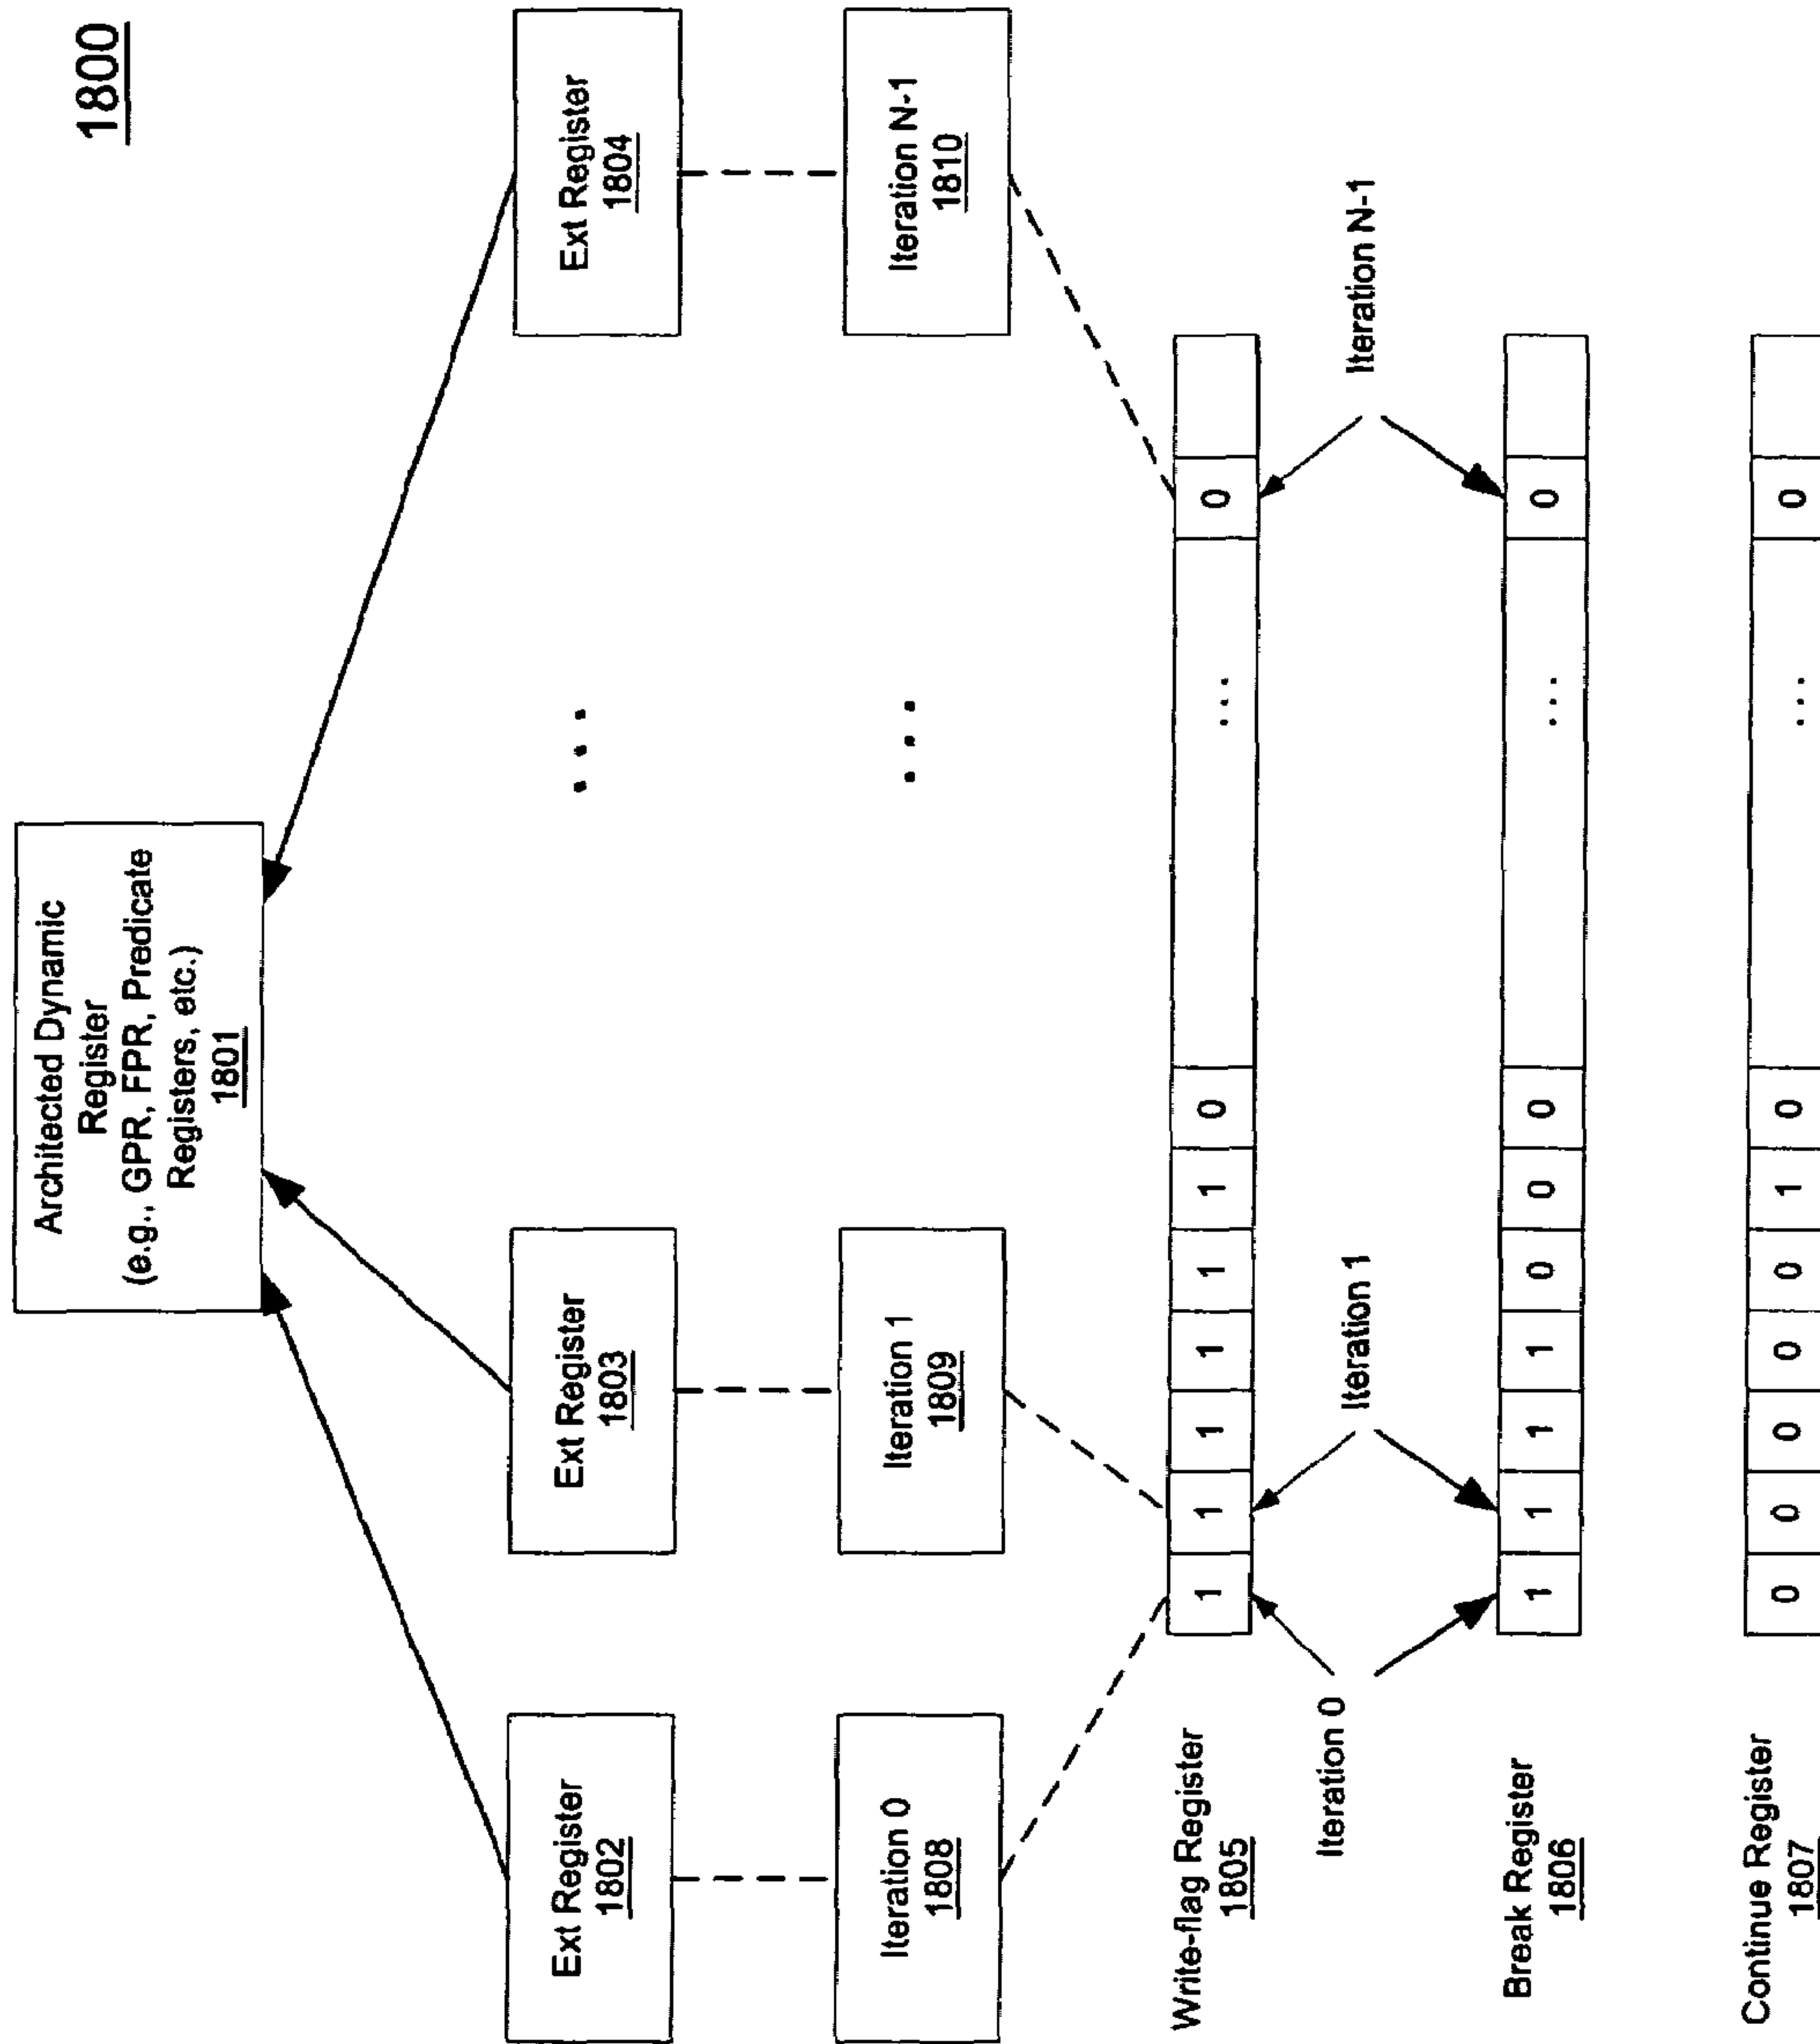 1800
Architected Dynamic
Register
(e.g., GPR, FPR, Predicate
Registers, etc.)
1801
Ext Register
1802
Ext Register
1803
...
Ext Register
1804
Iteration 0
1808
Iteration 1
1809
...
Iteration N-1
1810
Write-flag Register
1805
1 1 1 1 1 1 0 ... 0
Iteration 0
Iteration 1
Iteration N-1
Break Register
1806
1 1 1 1 0 0 0 ... 0
Continue Register
1807
0 0 0 0 0 1 0 ... 0